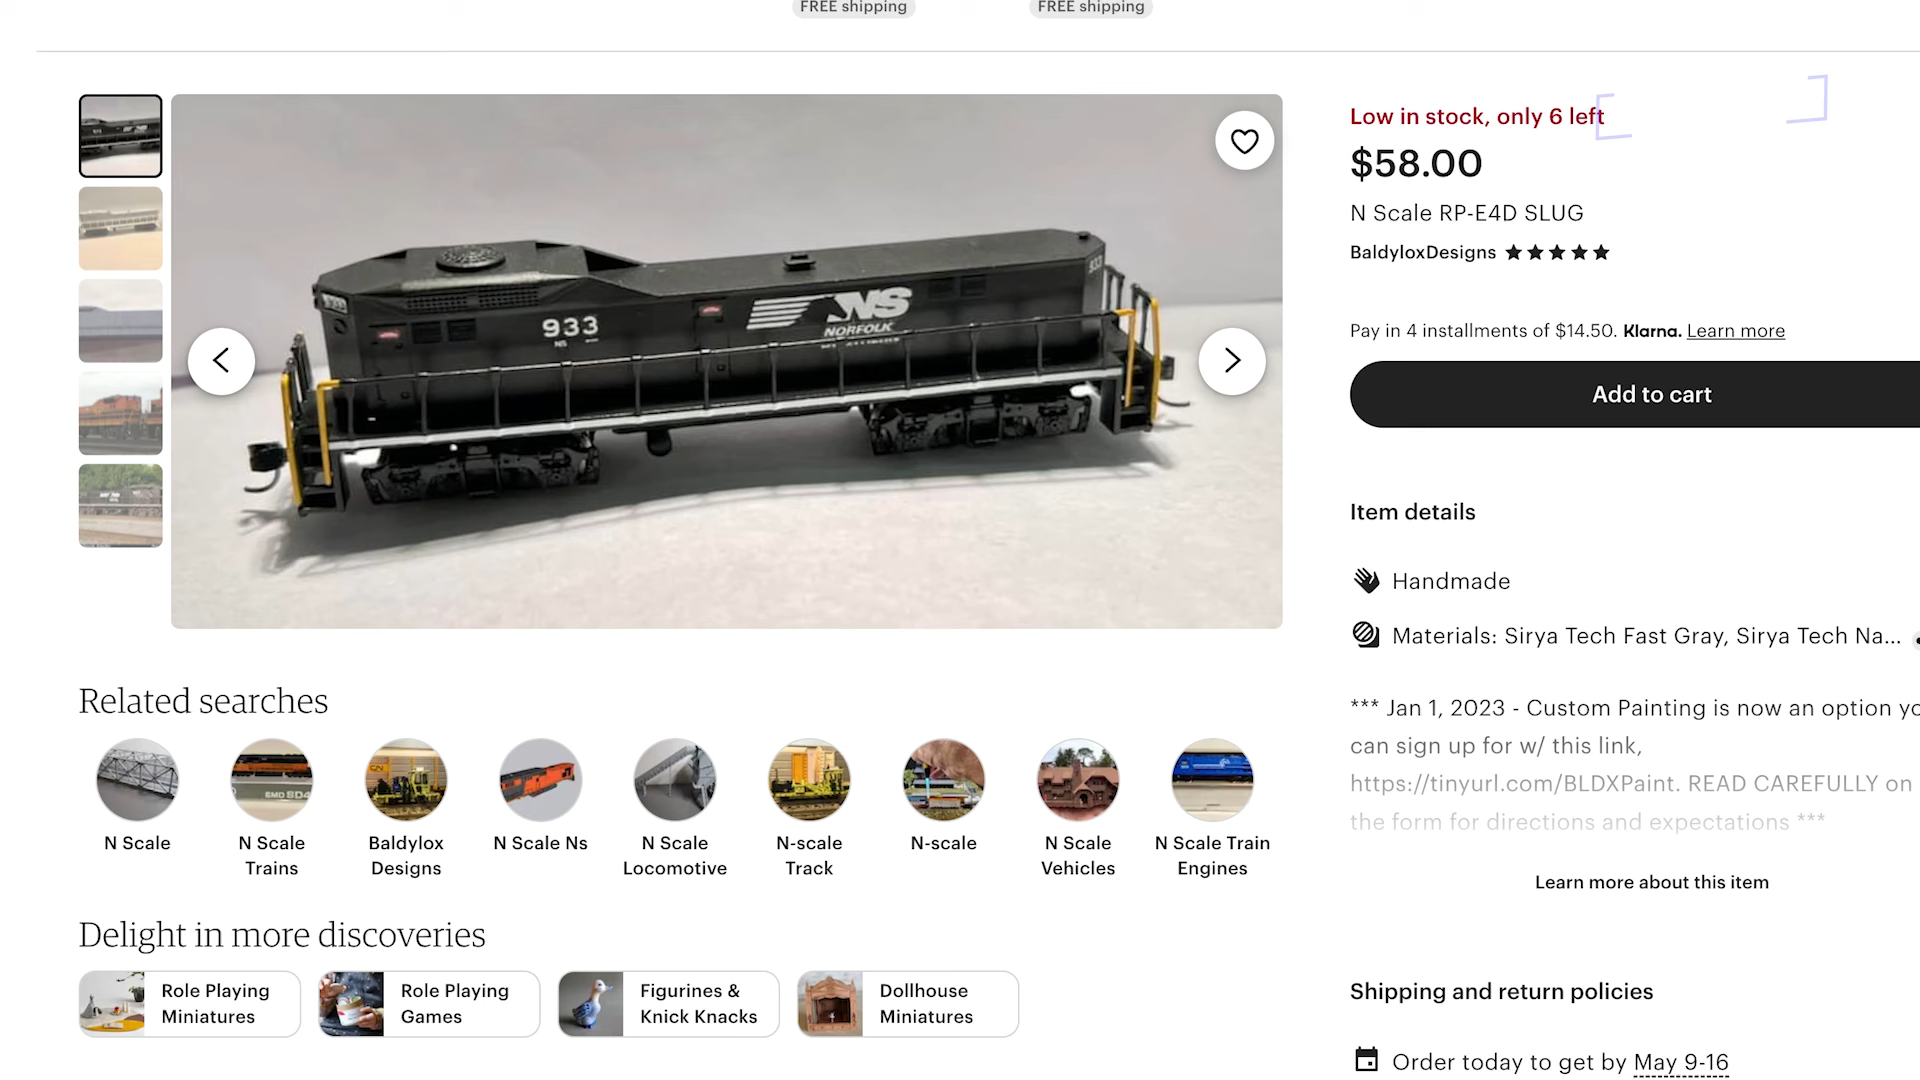 FREE shipping
FREE shipping
Low in stock, only 6 left
$58.00
N Scale RP-E4D SLUG
BaldyloxDesigns
Pay in 4 installments of $14.50. Klarna. Learn more
Add to cart
933
NS
933
NS
NORFOLK
Item details
Handmade
Materials: Sirya Tech Fast Gray, Sirya Tech Na...
*** Jan 1, 2023 - Custom Painting is now an option yo
can sign up for w/ this link,
https://tinyurl.com/BLDXPaint. READ CAREFULLY on
the form for directions and expectations ***
Learn more about this item
Related searches
N Scale
N Scale
Trains
Baldylox
Designs
N Scale Ns
N Scale
Locomotive
N-scale
Track
N-scale
N Scale
Vehicles
N Scale Train
Engines
Delight in more discoveries
Role Playing
Miniatures
Role Playing
Games
Figurines &
Knick Knacks
Dollhouse
Miniatures
Shipping and return policies
Order today to get by May 9-16